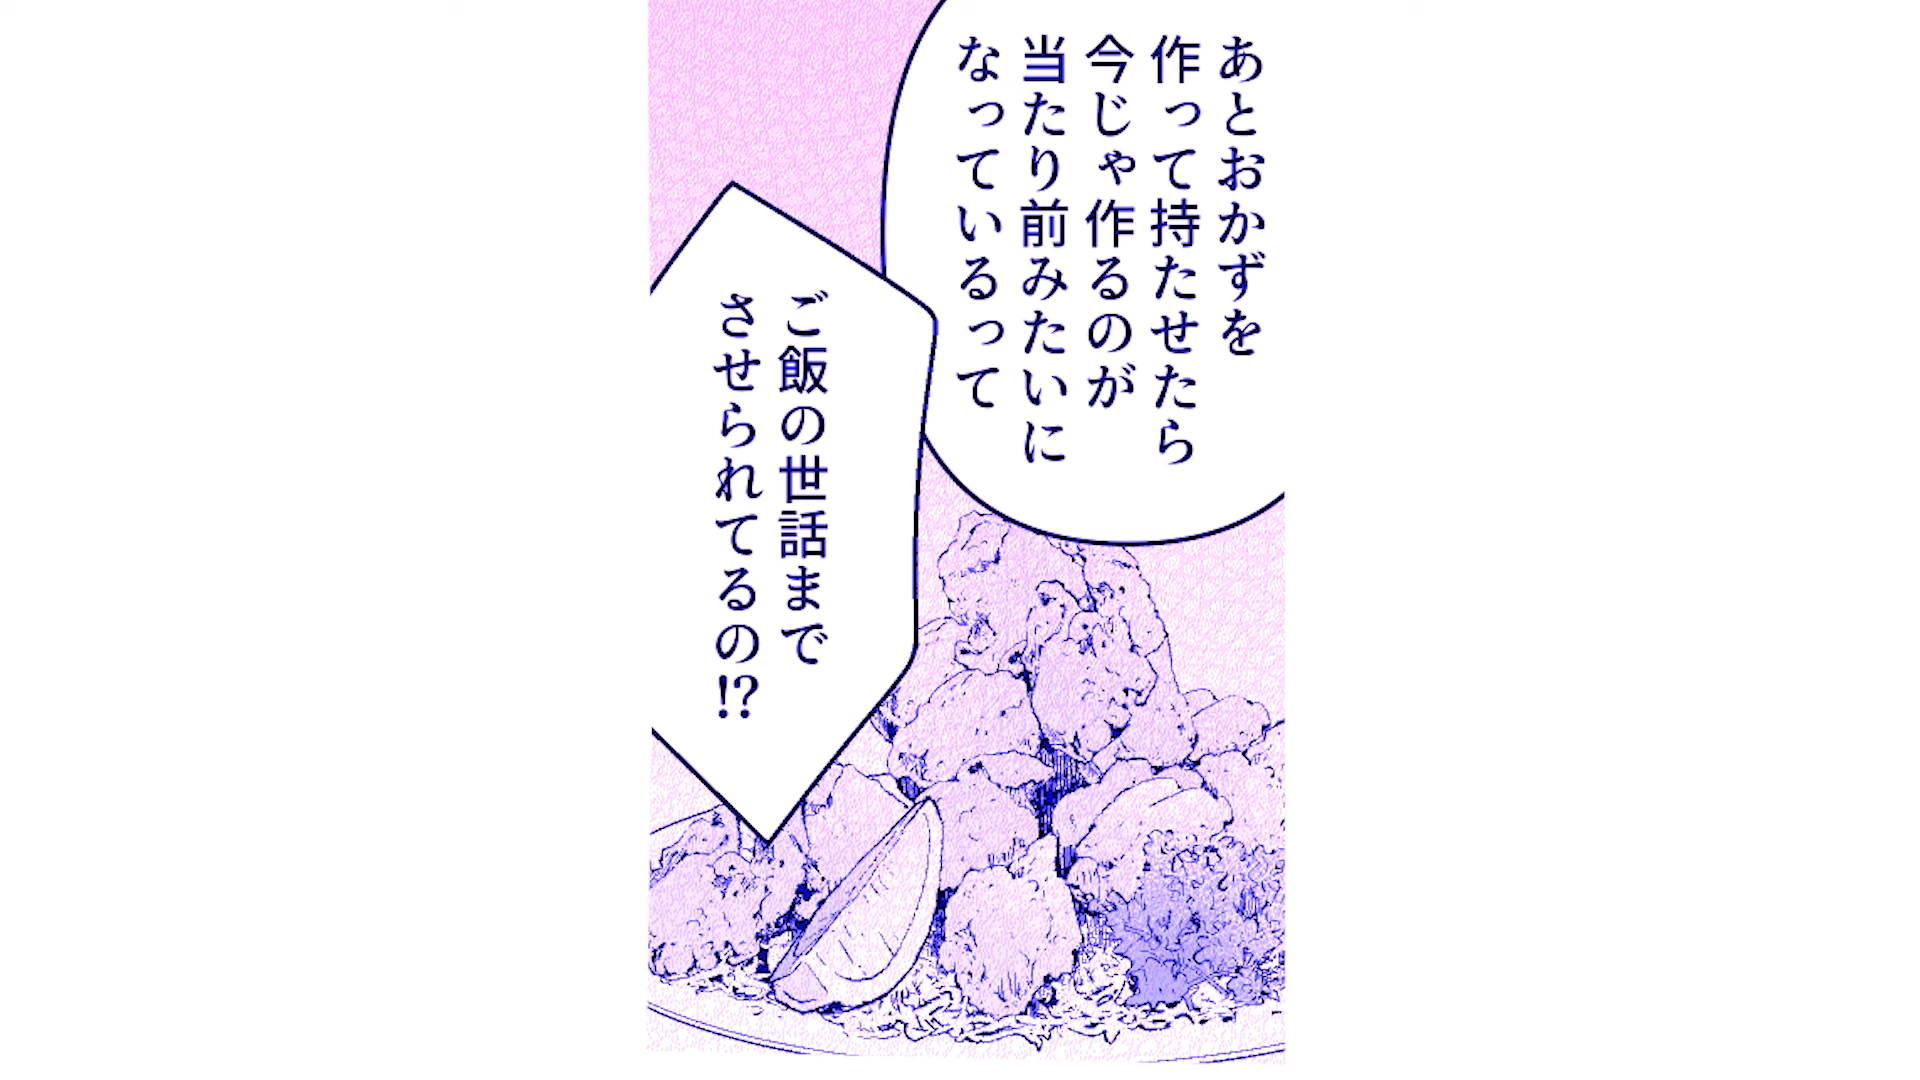 あとおかずを
作って持たせたら
今じゃ作るのが
当たり前みたいに
なっているって
ご飯の世話まで
させられてるの!?